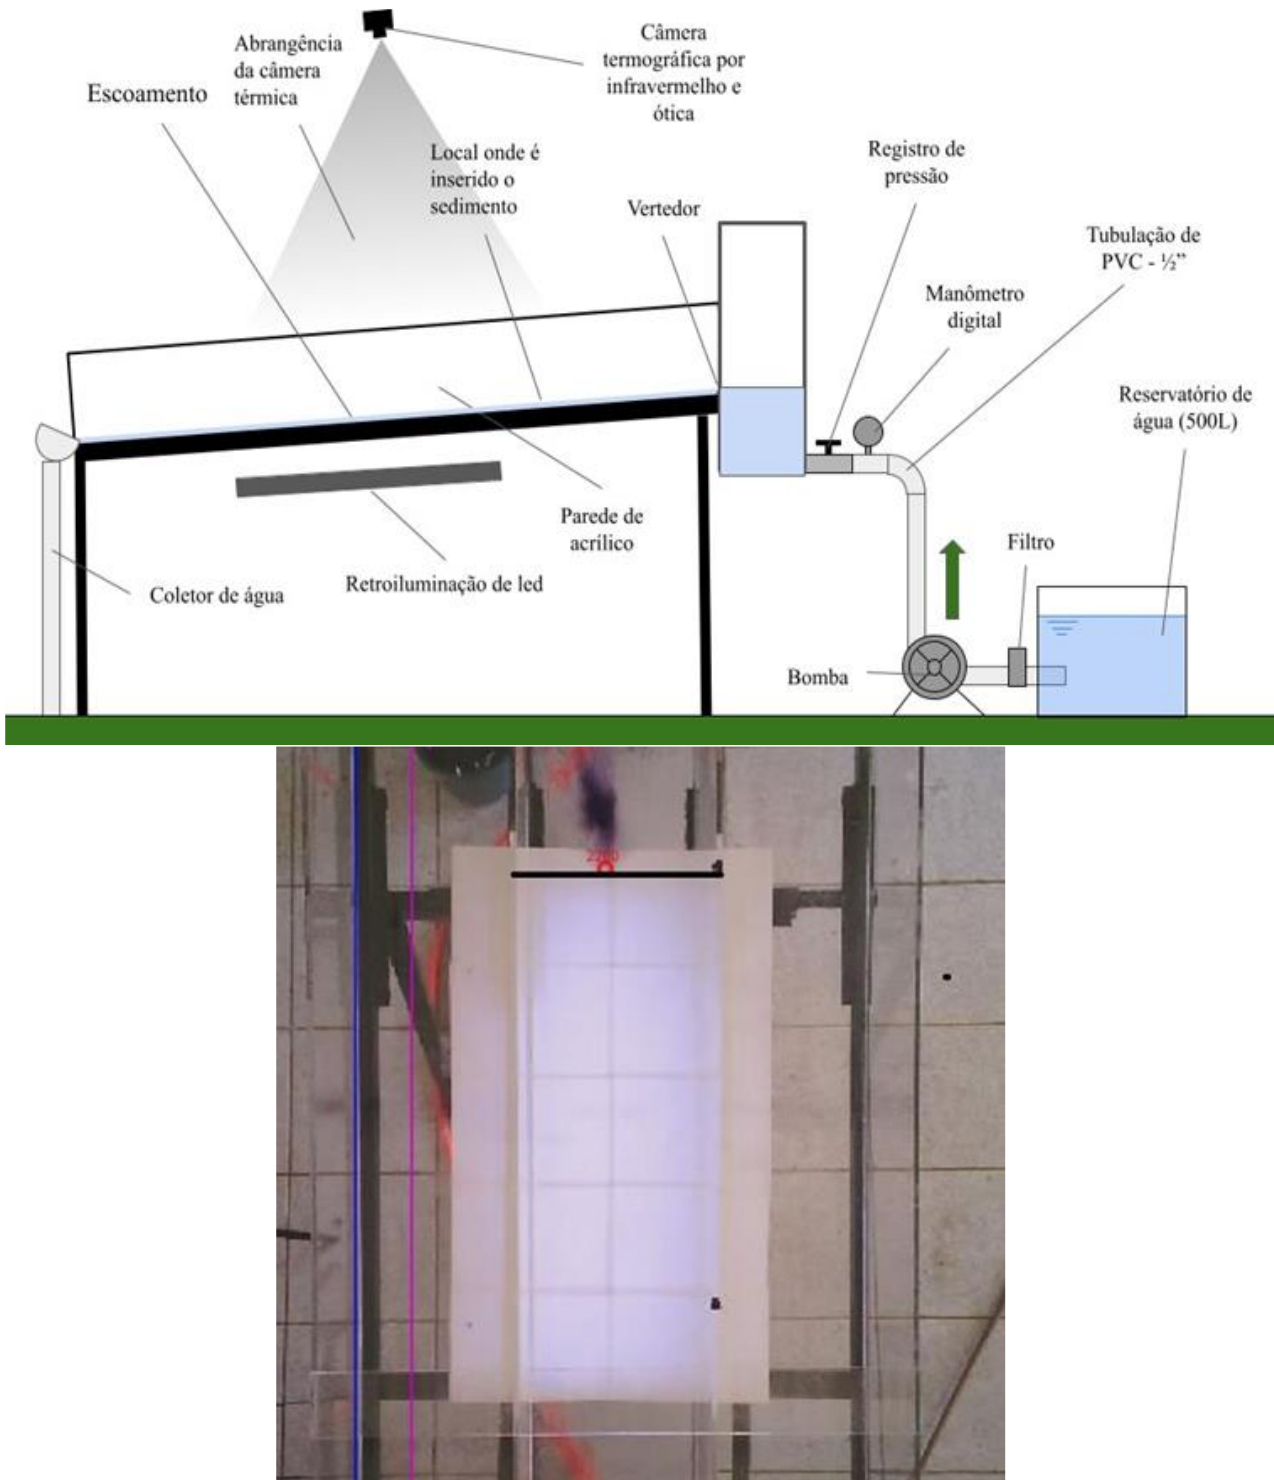 Câmera
termográfica por
infravermelho e
ótica
Abrangência
da câmera
térmica
Escoamento
Local onde é
inserido o
sedimento
Registro de
pressão
Vertedor
Tubulação de
PVC - ½”
Manômetro
digital
Reservatório de
água (500L)
Parede de
acrílico
Filtro
Retroiluminação de led
Coletor de água
Bomba